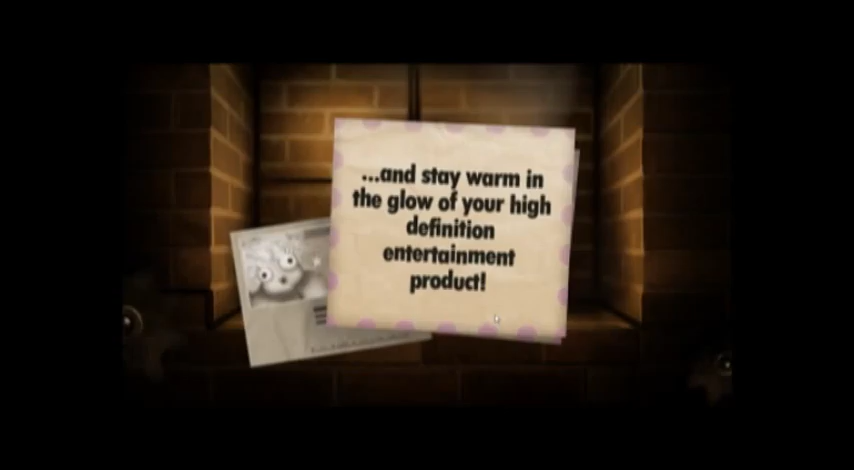 ...and stay warm in
the glow of your high
definition
entertainment
product!